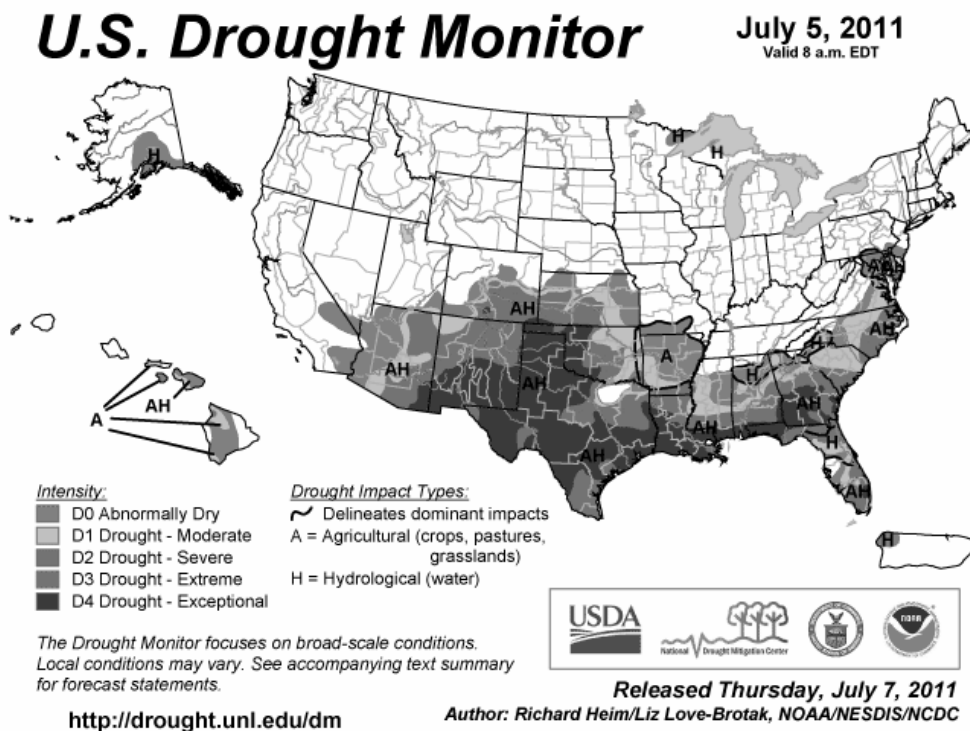 U.S. Drought Monitor
July 5, 2011
Valid 8 a.m. EDT
H
H
H
AH
AH
A
AH
AH
H
H
AH
AH
AH
AH
H
AH
AH
A
H
Intensity:
D0 Abnormally Dry
D1 Drought - Moderate
D2 Drought - Severe
D3 Drought - Extreme
D4 Drought - Exceptional
Drought Impact Types:
Delineates dominant impacts
A = Agricultural (crops, pastures,
grasslands)
H = Hydrological (water)
The Drought Monitor focuses on broad-scale conditions.
Local conditions may vary. See accompanying text summary
for forecast statements.
http://drought.unl.edu/dm
USDA
National Drought Mitigation Center
NOAA
Released Thursday, July 7, 2011
Author: Richard Heim/Liz Love-Brotak, NOAA/NESDIS/NCDC